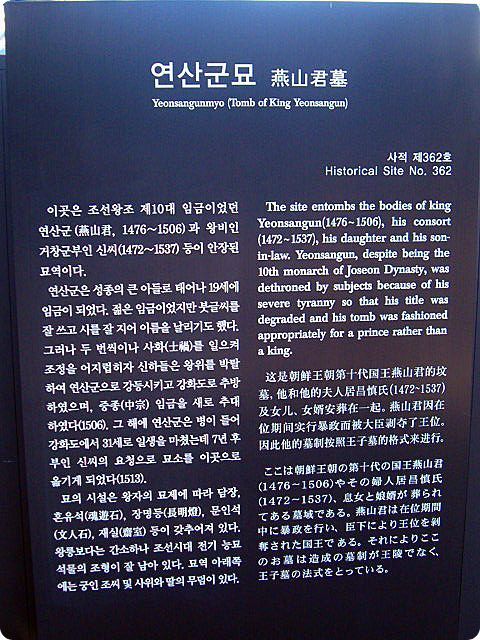 연산군묘 燕山君墓
Yeonsangunmyo (Tomb of King Yeonsangun)
사적 제362호
Historical Site No. 362
이곳은 조선왕조 제10대 임금이었던
연산군(燕山君, 1476～1506)과 왕비인
거창군부인 신씨(1472～1537) 등이 안장된
묘역이다.
연산군은 성종의 큰 아들로 태어나 19세에
임금이 되었다. 젊은 임금이었지만 붓글씨를
잘 쓰고 시를 잘 지어 이름을 날리기도 했다.
그러나 두 번씩이나 사화(士禍)를 일으켜
조정을 어지럽히자 신하들은 왕위를 박탈
하여 연산군으로 강등시키고 강화도로 추방
하였으며, 중종(中宗) 임금을 새로 추대
하였다(1506). 그 해에 연산군은 병이 들어
강화도에서 31세로 일생을 마쳤는데 7년 후
부인 신씨의 요청으로 묘소를 이곳으로
옮기게 되었다(1513).
묘의 시설은 왕자의 묘제에 따라 담장,
혼유석(魂遊石), 장명등(長明燈), 문인석
(文人石), 재실(齋室) 등이 갖추어져 있다.
왕릉보다는 간소하나 조선시대 전기 능묘
석물의 조형이 잘 남아 있다. 묘역 아래쪽
에는 궁인 조씨 및 사위와 딸의 무덤이 있다.
The site entombs the bodies of king
Yeonsangun(1476~1506), his consort
(1472~1537), his daughter and his son-
in-law. Yeonsangun, despite being the
10th monarch of Joseon Dynasty, was
dethroned by subjects because of his
severe tyranny so that his title was
degraded and his tomb was fashioned
appropriately for a prince rather than
a king.
这是朝鲜王朝第十代国王燕山君的坟
墓, 他和他的夫人居昌慎氏(1472~1537)
及女儿、女婿安葬在一起。燕山君因在
位期间实行暴政而被大臣剥夺了王位。
因此他的墓制按照王子墓的格式来进行.
ここは朝鮮王朝の第十代の国王燕山君
(1476～1506)やその婦人居昌慎氏
(1472～1537)、息女と娘婿が葬られ
てある墓域である。燕山君は在位期間
中に暴政を行い、臣下により王位を剥
奪された国王である。それによりここ
のお墓は造成の墓制が王陵でなく、
王子墓の法式をとっている。